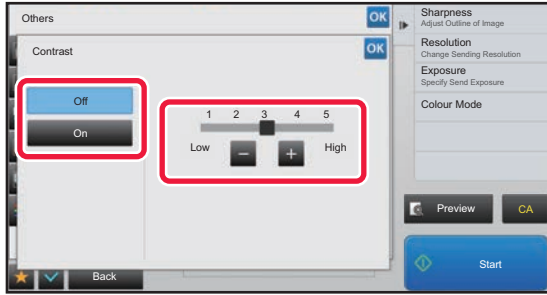 Others
OK
Contrast
OK
Off
On
1 2 3 4 5
Low
−
+
High
Back
Sharpness
Adjust Outline of Image
Resolution
Change Sending Resolution
Exposure
Specify Send Exposure
Colour Mode
Preview
CA
Start